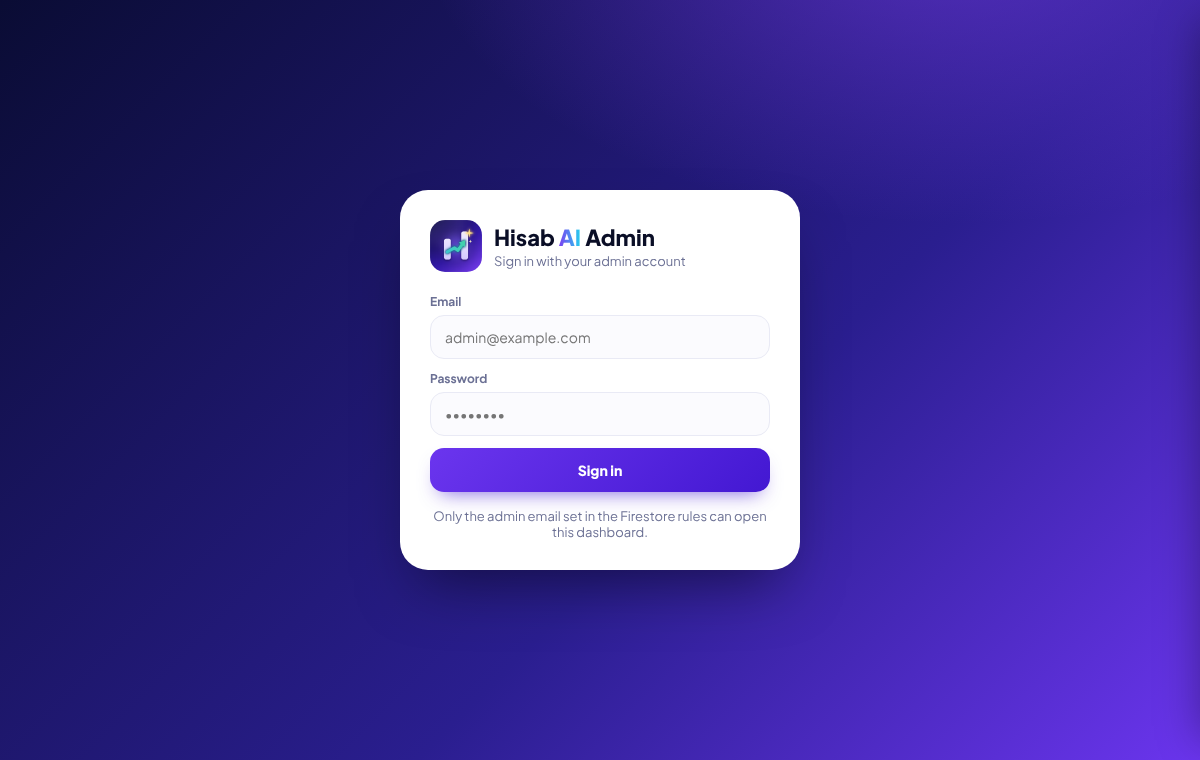 Hisab AI Admin
Sign in with your admin account
Email
admin@example.com
Password
••••••••
Sign In
Only the admin email set in the Firestore rules can open
this dashboard.